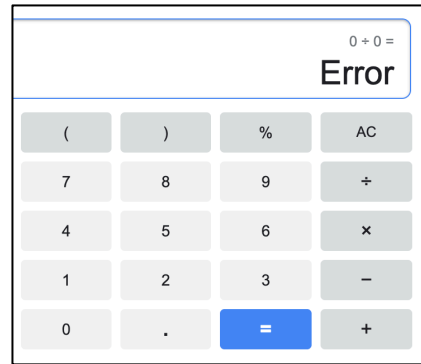 0 ÷ 0 =
Error
( ) % AC
7 8 9 ÷
4 5 6 ×
1 2 3 −
0 . = +